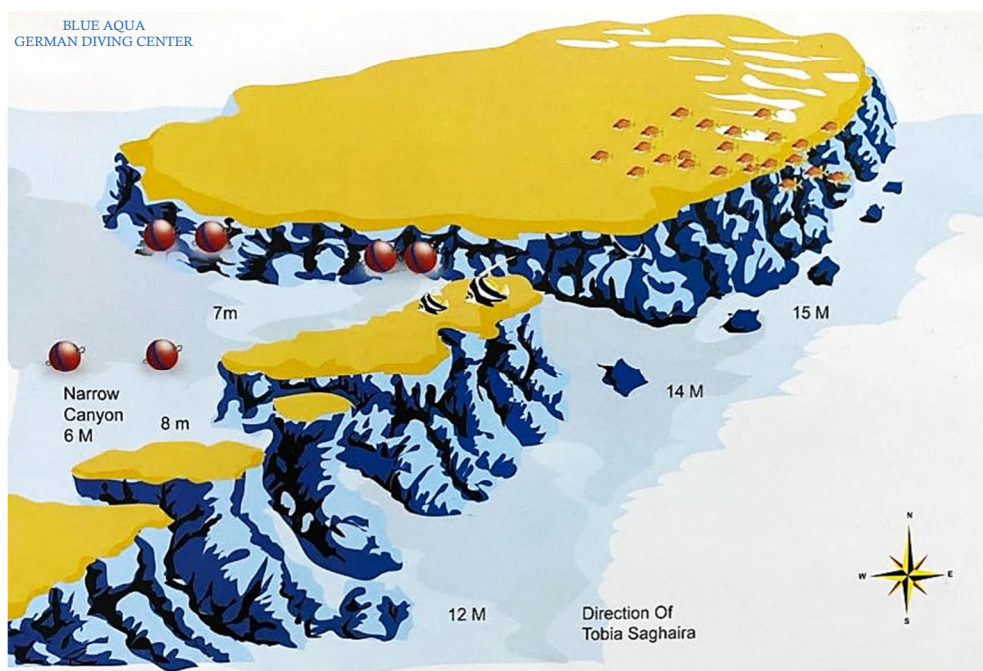 BLUE AQUA
GERMAN DIVING CENTER
7m
15 M
14 M
Narrow
Canyon
6 M
8 m
N
W
E
S
12 M
Direction Of
Tobia Saghaira